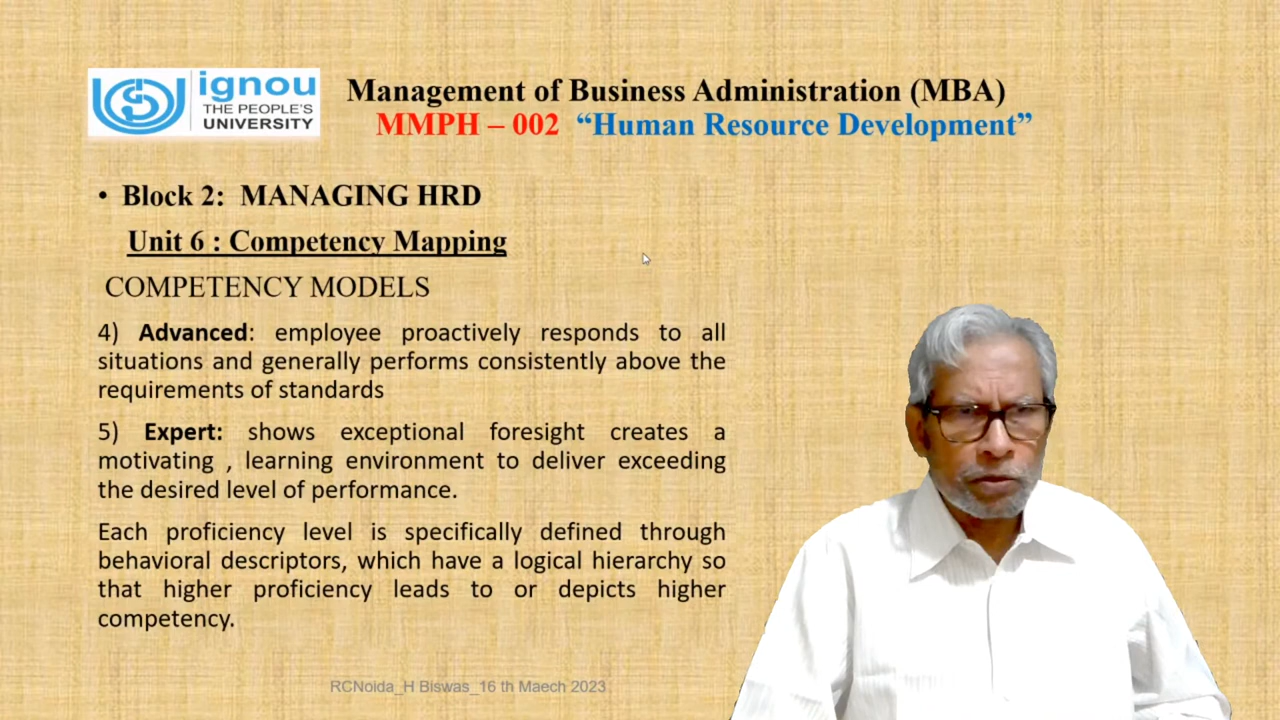 ignou
THE PEOPLE'S
UNIVERSITY
Management of Business Administration (MBA)
MMPH – 002 “Human Resource Development”
• Block 2: MANAGING HRD
Unit 6 : Competency Mapping
COMPETENCY MODELS
4) Advanced: employee proactively responds to all
situations and generally performs consistently above the
requirements of standards
5) Expert: shows exceptional foresight creates a
motivating , learning environment to deliver exceeding
the desired level of performance.
Each proficiency level is specifically defined through
behavioral descriptors, which have a logical hierarchy so
that higher proficiency leads to or depicts higher
competency.
RCNoida_H Biswas_16 th Maech 2023